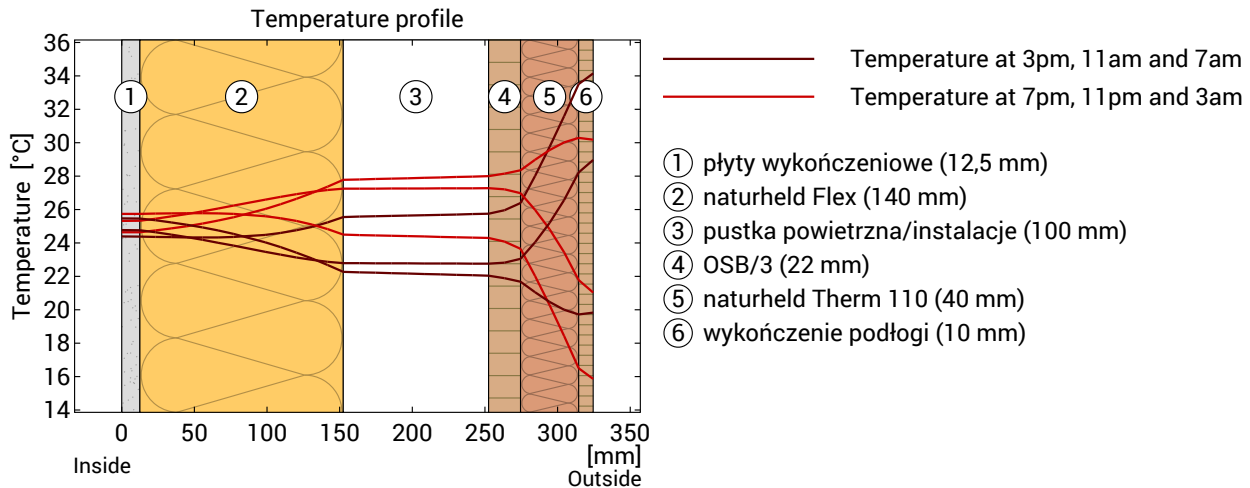 Temperature profile
Temperature [°C]
36
34
32
30
28
26
24
22
20
18
16
14
1
2
3
4
5
6
0
50
100
150
200
250
300
350
[mm]
Inside
Outside
Temperature at 3pm, 11am and 7am
Temperature at 7pm, 11pm and 3am
1 płyty wykończeniowe (12,5 mm)
2 naturheld Flex (140 mm)
3 pustka powietrzna/instalacje (100 mm)
4 OSB/3 (22 mm)
5 naturheld Therm 110 (40 mm)
6 wykończenie podłogi (10 mm)